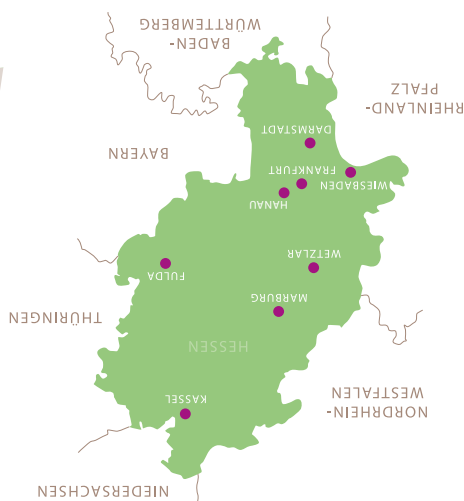 NIEDERSACHSEN
NORDRHEIN-
WESTFALEN
KASSEL
HESSEN
THÜRINGEN
MARBURG
FULDA
WETZLAR
HANAU
WIESBADEN
FRANKFURT
BAYERN
DARMSTADT
RHEINLAND-
PFALZ
BADEN-
WÜRTTEMBERG